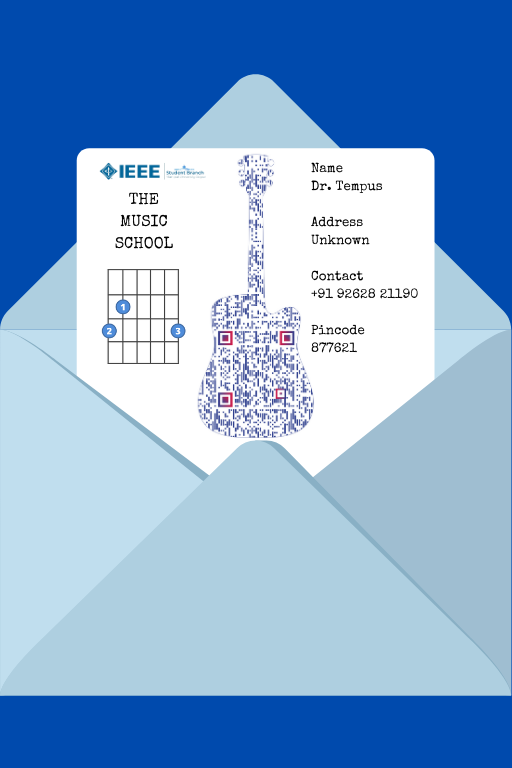 IEEE Student Branch
THE
MUSIC
SCHOOL
1
2 3
Name
Dr. Tempus
Address
Unknown
Contact
+91 92628 21190
Pincode
877621